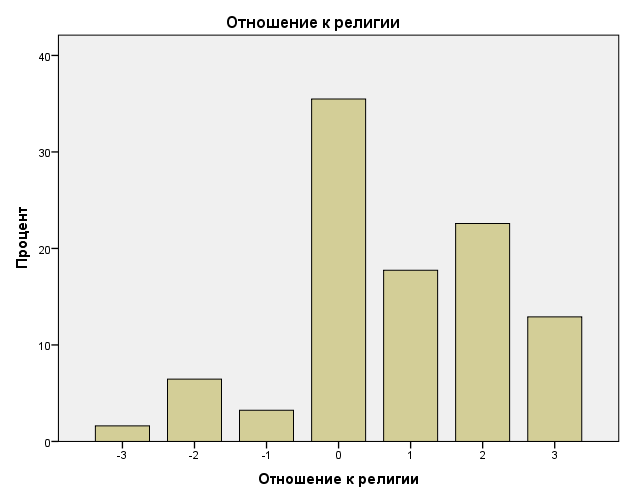 Отношение к религии
40
30
20
10
0
Процент
-3 -2 -1 0 1 2 3
Отношение к религии